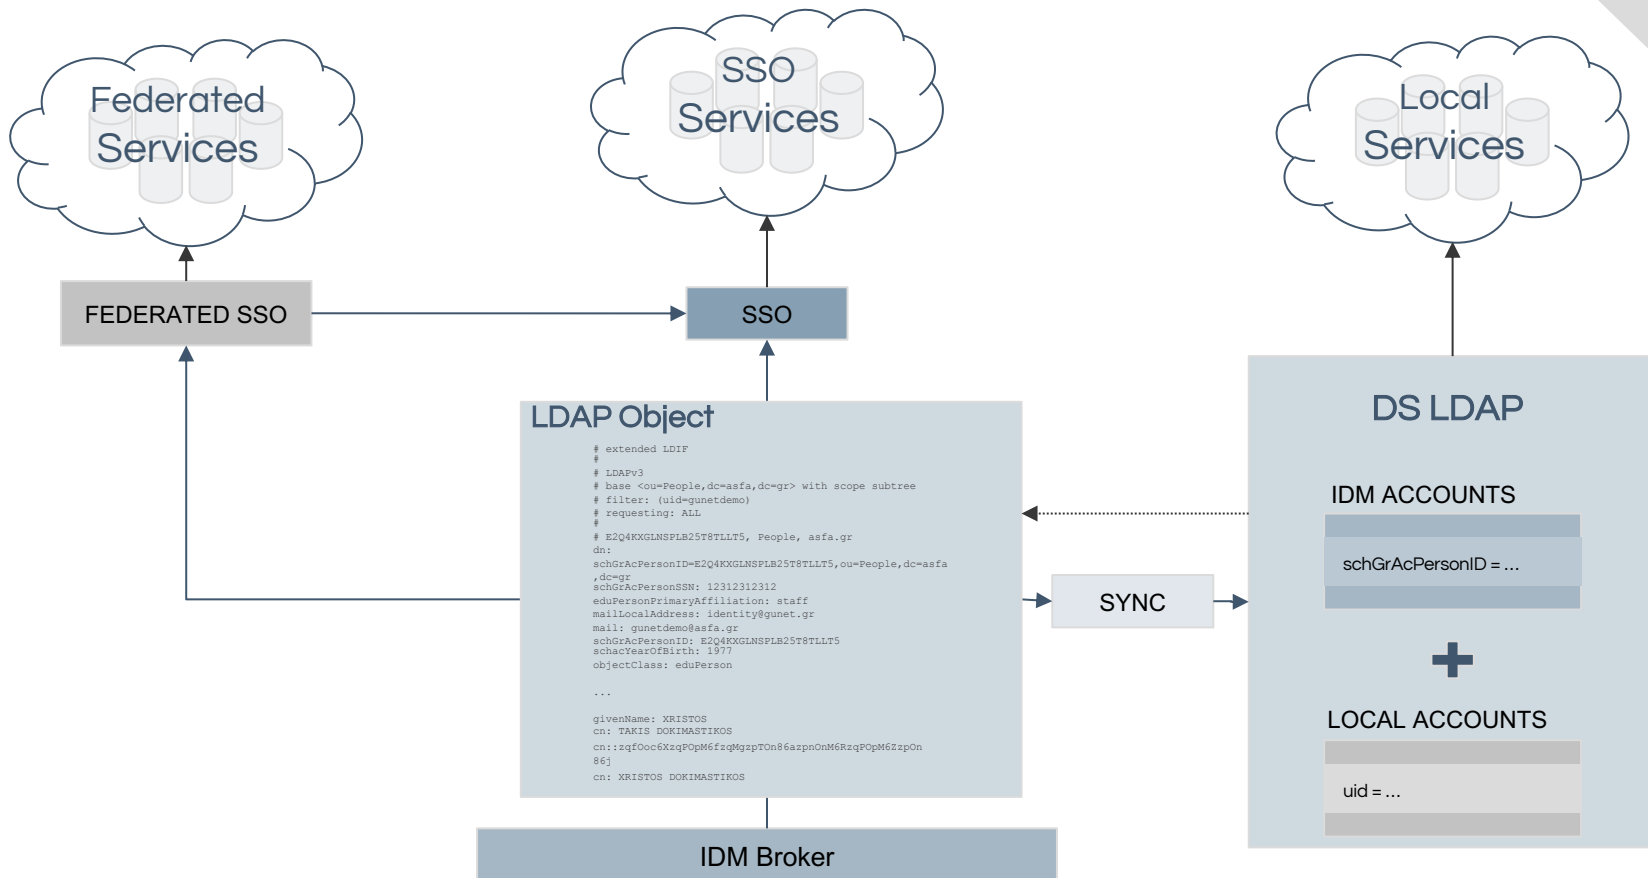 Federated
Services
SSO
Services
Local
Services
FEDERATED SSO
SSO
LDAP Object
# extended LDIF
#
# LDAPv3
# base <ou=People,dc=asfa,dc=gr> with scope subtree
# filter: (uid=gunetdemo)
# requesting: ALL
#
# E2Q4KXGLNSPLB25T8TLLT5, People, asfa.gr
dn:
schGrAcPersonID=E2Q4KXGLNSPLB25T8TLLT5,ou=People,dc=asfa
,dc=gr
schGrAcPersonSSN: 12312312312
eduPersonPrimaryAffiliation: staff
mailLocalAddress: identity@gunet.gr
mail: gunetdemo@asfa.gr
schGrAcPersonID: E2Q4KXGLNSPLB25T8TLLT5
schacYearOfBirth: 1977
objectClass: eduPerson
...
givenName: XRISTOS
cn: TAKIS DOKIMASTIKOS
cn::zqfOoc6XzqPOpM6fzqMgzpTOn86azpnOnM6RzqPOpM6ZzpOn
86j
cn: XRISTOS DOKIMASTIKOS
SYNC
DS LDAP
IDM ACCOUNTS
schGrAcPersonID = ...
LOCAL ACCOUNTS
uid = ...
IDM Broker